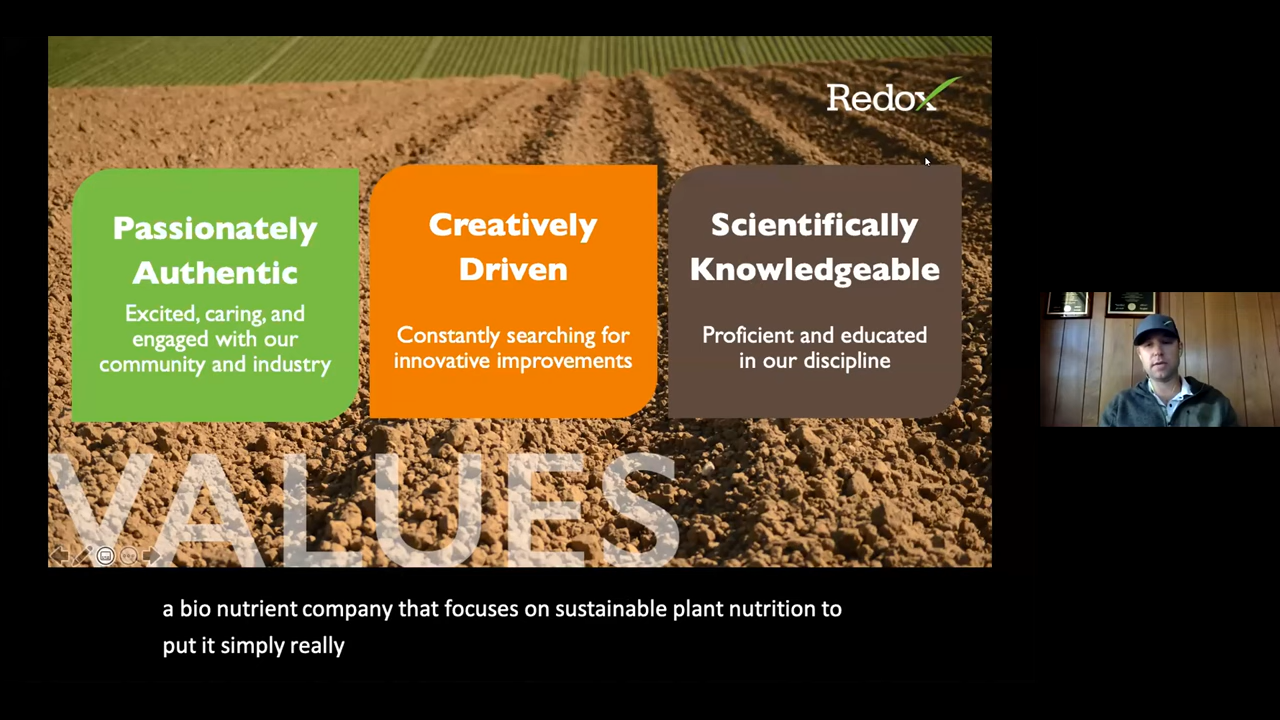 Redox
Passionately
Authentic
Excited, caring, and
engaged with our
community and industry
Creatively
Driven
Constantly searching for
innovative improvements
Scientifically
Knowledgeable
Proficient and educated
in our discipline
VALUES
a bio nutrient company that focuses on sustainable plant nutrition to
put it simply really